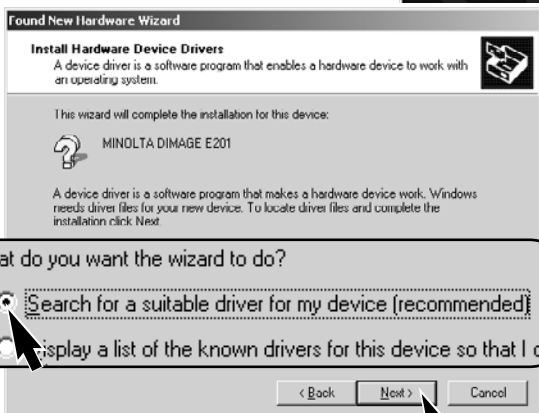 Found New Hardware Wizard
Install Hardware Device Drivers
A device driver is a software program that enables a hardware device to work with
an operating system.
This wizard will complete the installation for this device:
MINOLTA DIMAGE E201
A device driver is a software program that makes a hardware device work. Windows
needs driver files for your new device. To locate driver files and complete the
installation click Next.
at do you want the wizard to do?
Search for a suitable driver for my device (recommended)
isplay a list of the known drivers for this device so that I c
< Back Next > Cancel